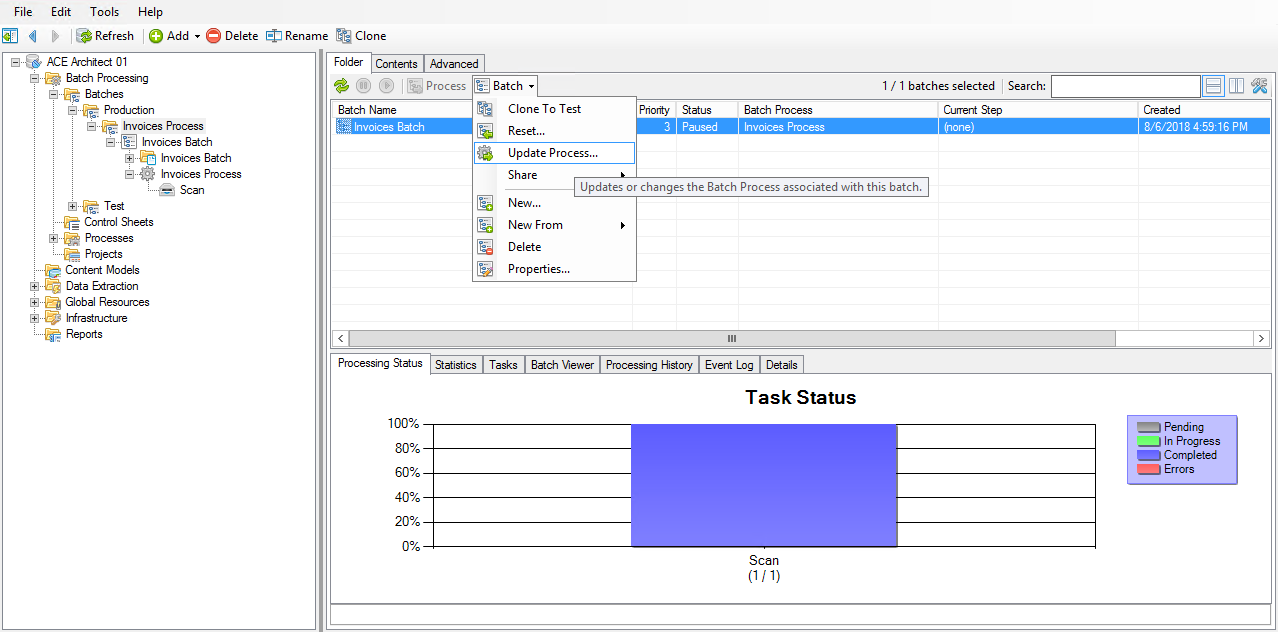 File Edit Tools Help
Refresh Add Delete Rename Clone
ACE Architect 01
Batch Processing
Batches
Production
Invoices Process
Invoices Batch
Invoices Batch
Invoices Process
Scan
Test
Control Sheets
Processes
Projects
Content Models
Data Extraction
Global Resources
Infrastructure
Reports
Folder Contents Advanced
Process Batch 1 / 1 batches selected Search:
Batch Name Priority Status Batch Process Current Step Created
Invoices Batch 3 Paused Invoices Process (none) 8/6/2018 4:59:16 PM
Clone To Test
Reset...
Update Process...
Share
Updates or changes the Batch Process associated with this batch.
New...
New From
Delete
Properties...
Processing Status Statistics Tasks Batch Viewer Processing History Event Log Details
Task Status
100%
80%
60%
40%
20%
0%
Scan
(1 / 1)
Pending
In Progress
Completed
Errors